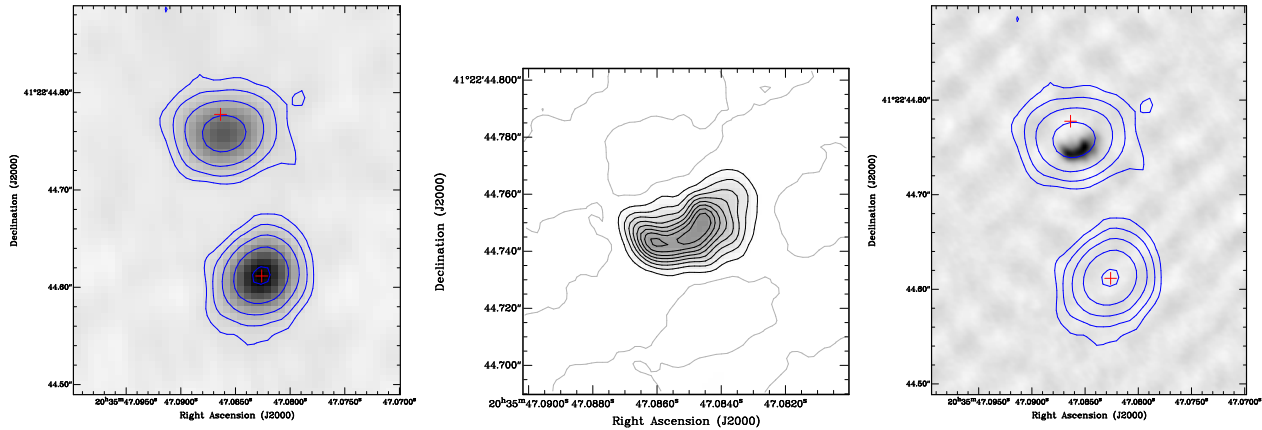 Declination (J2000)
41°22′44.80″
44.70″
44.60″
44.50″
20ʰ35ᵐ47.0950ˢ 47.0900ˢ 47.0850ˢ 47.0800ˢ 47.0750ˢ 47.0700ˢ
Right Ascension (J2000)
Declination (J2000)
41°22′44.800″
44.780″
44.760″
44.740″
44.720″
44.700″
20ʰ35ᵐ47.0900ˢ 47.0880ˢ 47.0860ˢ 47.0840ˢ 47.0820ˢ
Right Ascension (J2000)
Declination (J2000)
41°22′44.80″
44.70″
44.60″
44.50″
20ʰ35ᵐ47.0950ˢ 47.0900ˢ 47.0850ˢ 47.0800ˢ 47.0750ˢ 47.0700ˢ
Right Ascension (J2000)